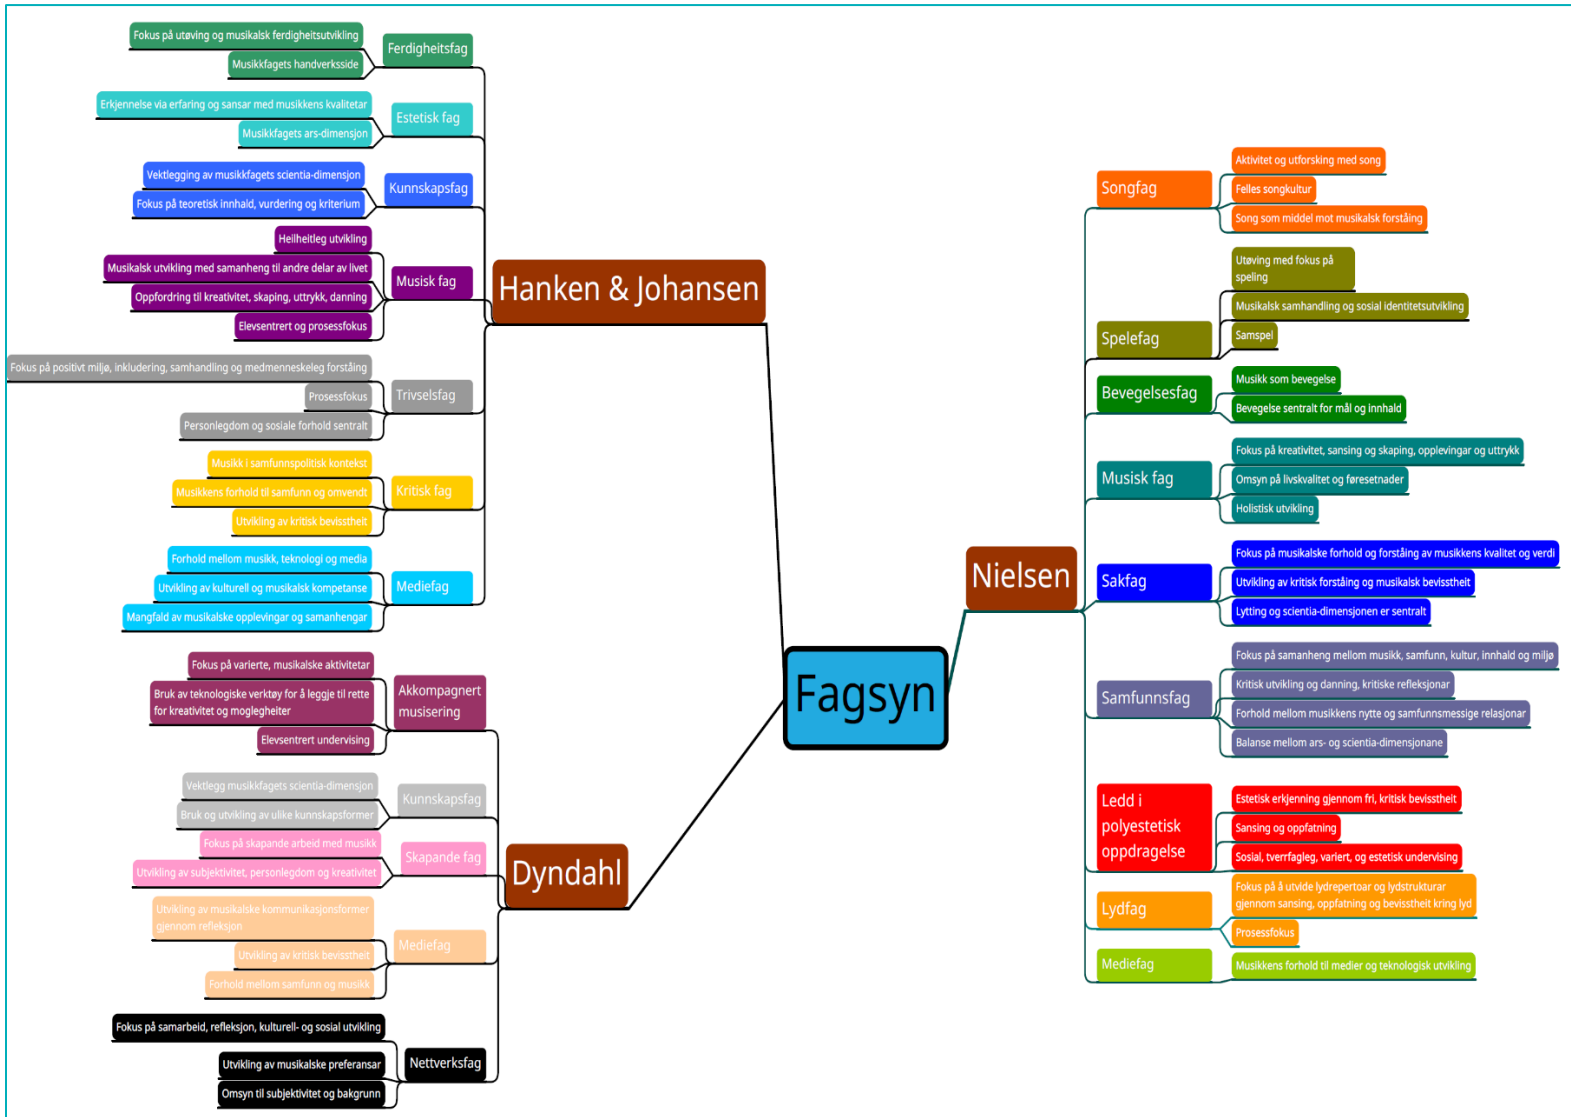 Fagsyn
Hanken & Johansen
Ferdigheitsfag
Fokus på utøving og musikalsk ferdigheitsutvikling
Musikkfagets handverksside
Estetisk fag
Erkjennelse via erfaring og sansar med musikkens kvalitetar
Musikkfagets ars-dimensjon
Kunnskapsfag
Vektlegging av musikkfagets scientia-dimensjon
Fokus på teoretisk innhald, vurdering og kriterium
Musisk fag
Heilheitleg utvikling
Musikalsk utvikling med samanheng til andre delar av livet
Oppfordring til kreativitet, skaping, uttrykk, danning
Elevsentrert og prosessfokus
Trivselsfag
Fokus på positivt miljø, inkludering, samhandling og medmenneskeleg forståing
Prosessfokus
Personlegdom og sosiale forhold sentralt
Kritisk fag
Musikk i samfunnspolitisk kontekst
Musikkens forhold til samfunn og omvendt
Utvikling av kritisk bevisstheit
Mediefag
Forhold mellom musikk, teknologi og media
Utvikling av kulturell og musikalsk kompetanse
Mangfald av musikalske opplevingar og samanhengar
Dyndahl
Akkompagnert
musisering
Fokus på varierte, musikalske aktivitetar
Bruk av teknologiske verktøy for å leggje til rette
for kreativitet og moglegheiter
Elevsentrert undervising
Kunnskapsfag
Vektlegg musikkfagets scientia-dimensjon
Bruk og utvikling av ulike kunnskapsformer
Skapande fag
Fokus på skapande arbeid med musikk
Utvikling av subjektivitet, personlegdom og kreativitet
Mediefag
Utvikling av musikalske kommunikasjonsformer
gjennom refleksjon
Utvikling av kritisk bevisstheit
Forhold mellom samfunn og musikk
Nettverksfag
Fokus på samarbeid, refleksjon, kulturell- og sosial utvikling
Utvikling av musikalske preferansar
Omsyn til subjektivitet og bakgrunn
Nielsen
Songfag
Aktivitet og utforsking med song
Felles songkultur
Song som middel mot musikalsk forståing
Spelefag
Utøving med fokus på
speling
Musikalsk samhandling og sosial identitetsutvikling
Samspel
Bevegelsesfag
Musikk som bevegelse
Bevegelse sentralt for mål og innhald
Musisk fag
Fokus på kreativitet, sansing og skaping, opplevingar og uttrykk
Omsyn på livskvalitet og føresetnader
Holistisk utvikling
Sakfag
Fokus på musikalske forhold og forståing av musikkens kvalitet og verdi
Utvikling av kritisk forståing og musikalsk bevisstheit
Lytting og scientia-dimensjonen er sentralt
Samfunnsfag
Fokus på samanheng mellom musikk, samfunn, kultur, innhald og miljø
Kritisk utvikling og danning, kritiske refleksjonar
Forhold mellom musikkens nytte og samfunnsmessige relasjonar
Balanse mellom ars- og scientia-dimensjonane
Ledd i
polyestetisk
oppdragelse
Estetisk erkjenning gjennom fri, kritisk bevisstheit
Sansing og oppfatning
Sosial, tverrfagleg, variert, og estetisk undervising
Lydfag
Fokus på å utvide lydrepertoar og lydstrukturar
gjennom sansing, oppfatning og bevisstheit kring lyd
Prosessfokus
Mediefag
Musikkens forhold til medier og teknologisk utvikling